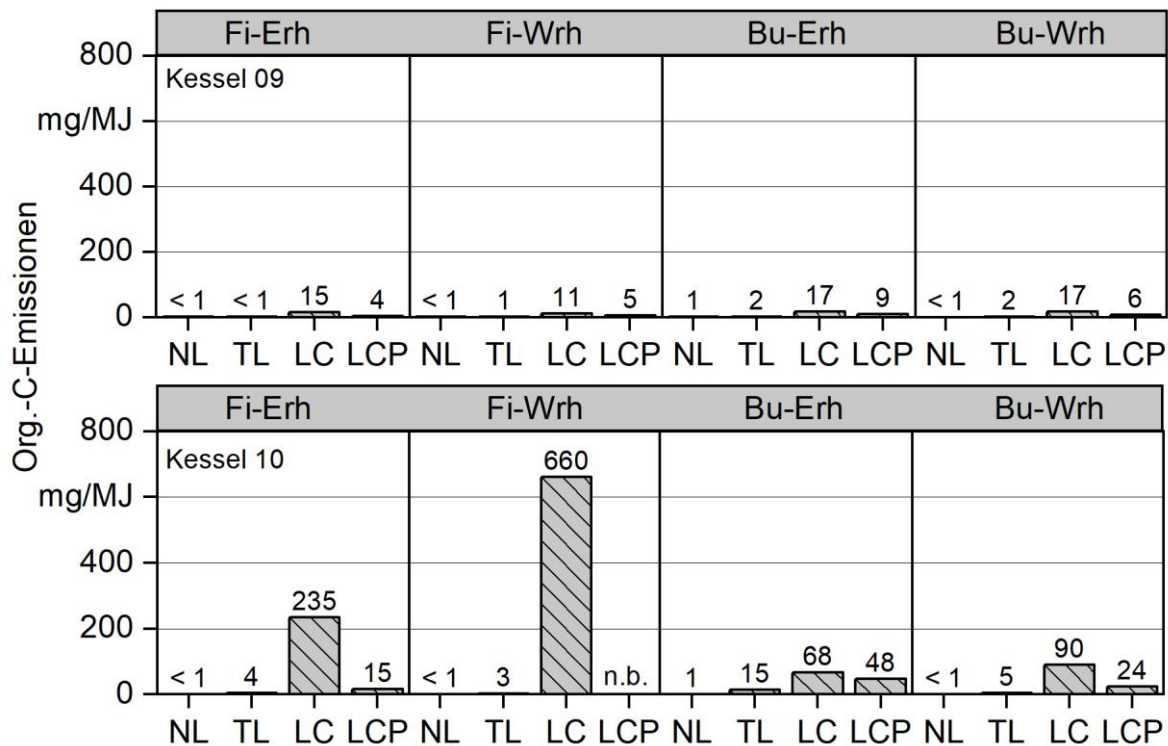 Org.-C-Emissionen
Fi-Erh Fi-Wrh Bu-Erh Bu-Wrh
800
Kessel 09
mg/MJ
400
200
< 1 < 1 15 4 < 1 1 11 5 1 2 17 9 < 1 2 17 6
0
NL TL LC LCP NL TL LC LCP NL TL LC LCP NL TL LC LCP
Fi-Erh Fi-Wrh Bu-Erh Bu-Wrh
800
Kessel 10 660
mg/MJ
400
235
200
< 1 4 15 < 1 3 n.b. 1 15 68 48 < 1 5 90 24
0
NL TL LC LCP NL TL LC LCP NL TL LC LCP NL TL LC LCP